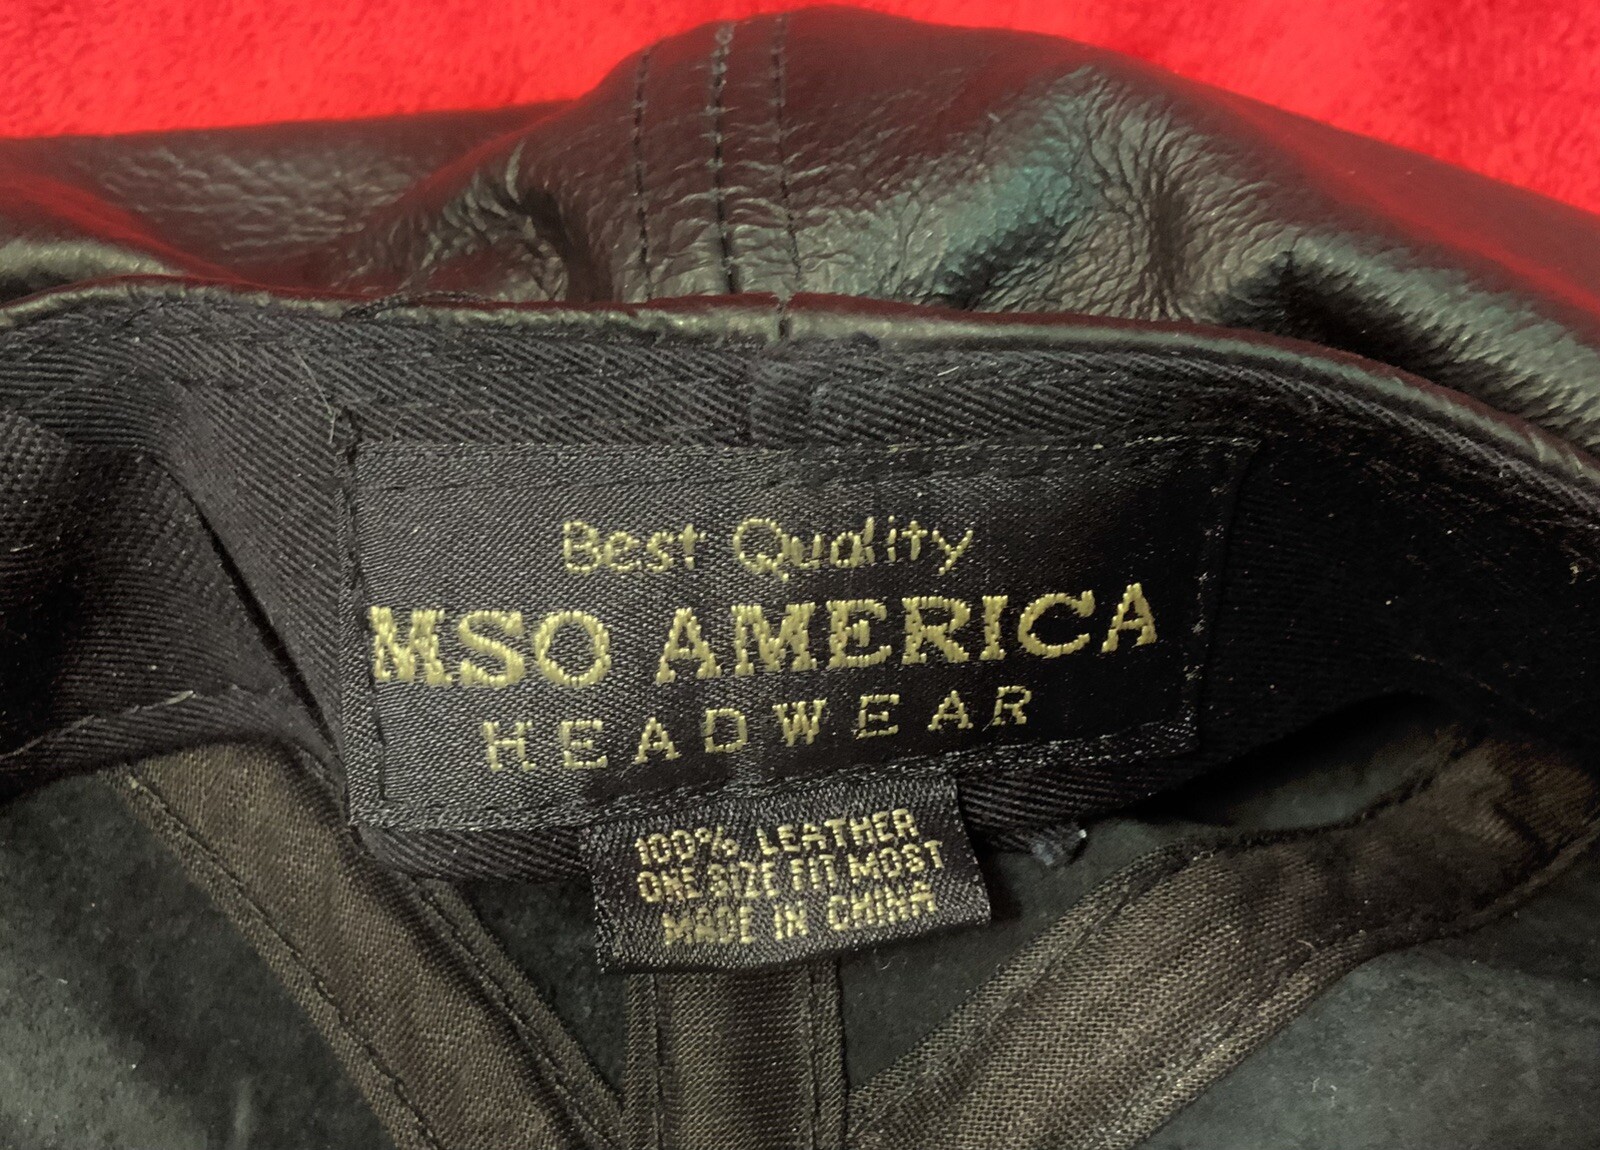 Best Quality
MSO AMERICA
HEADWEAR
100% LEATHER
ONE SIZE FIT MOST
MADE IN CHINA